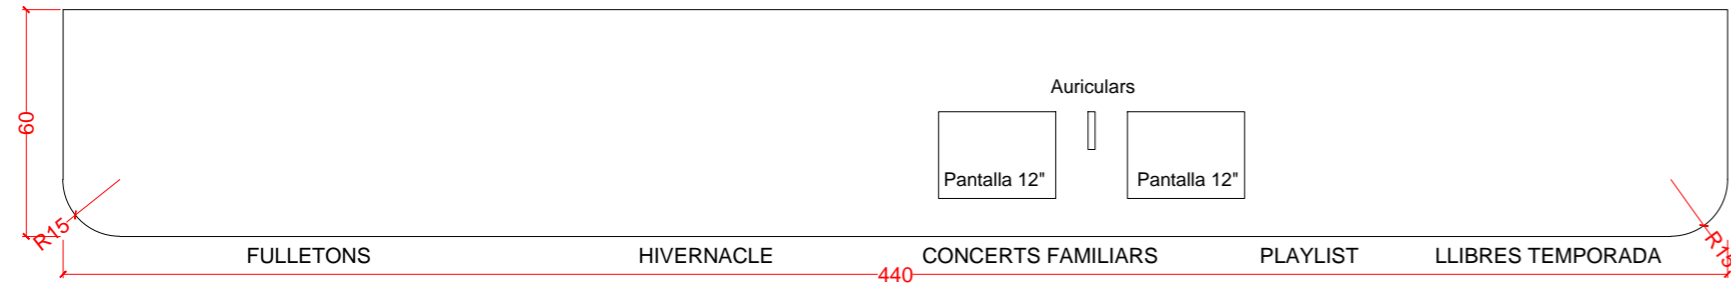 Auriculars
60
Pantalla 12"
Pantalla 12"
R15
R15
FULLETONS
HIVERNACLE
CONCERTS FAMILIARS
PLAYLIST
LLIBRES TEMPORADA
440